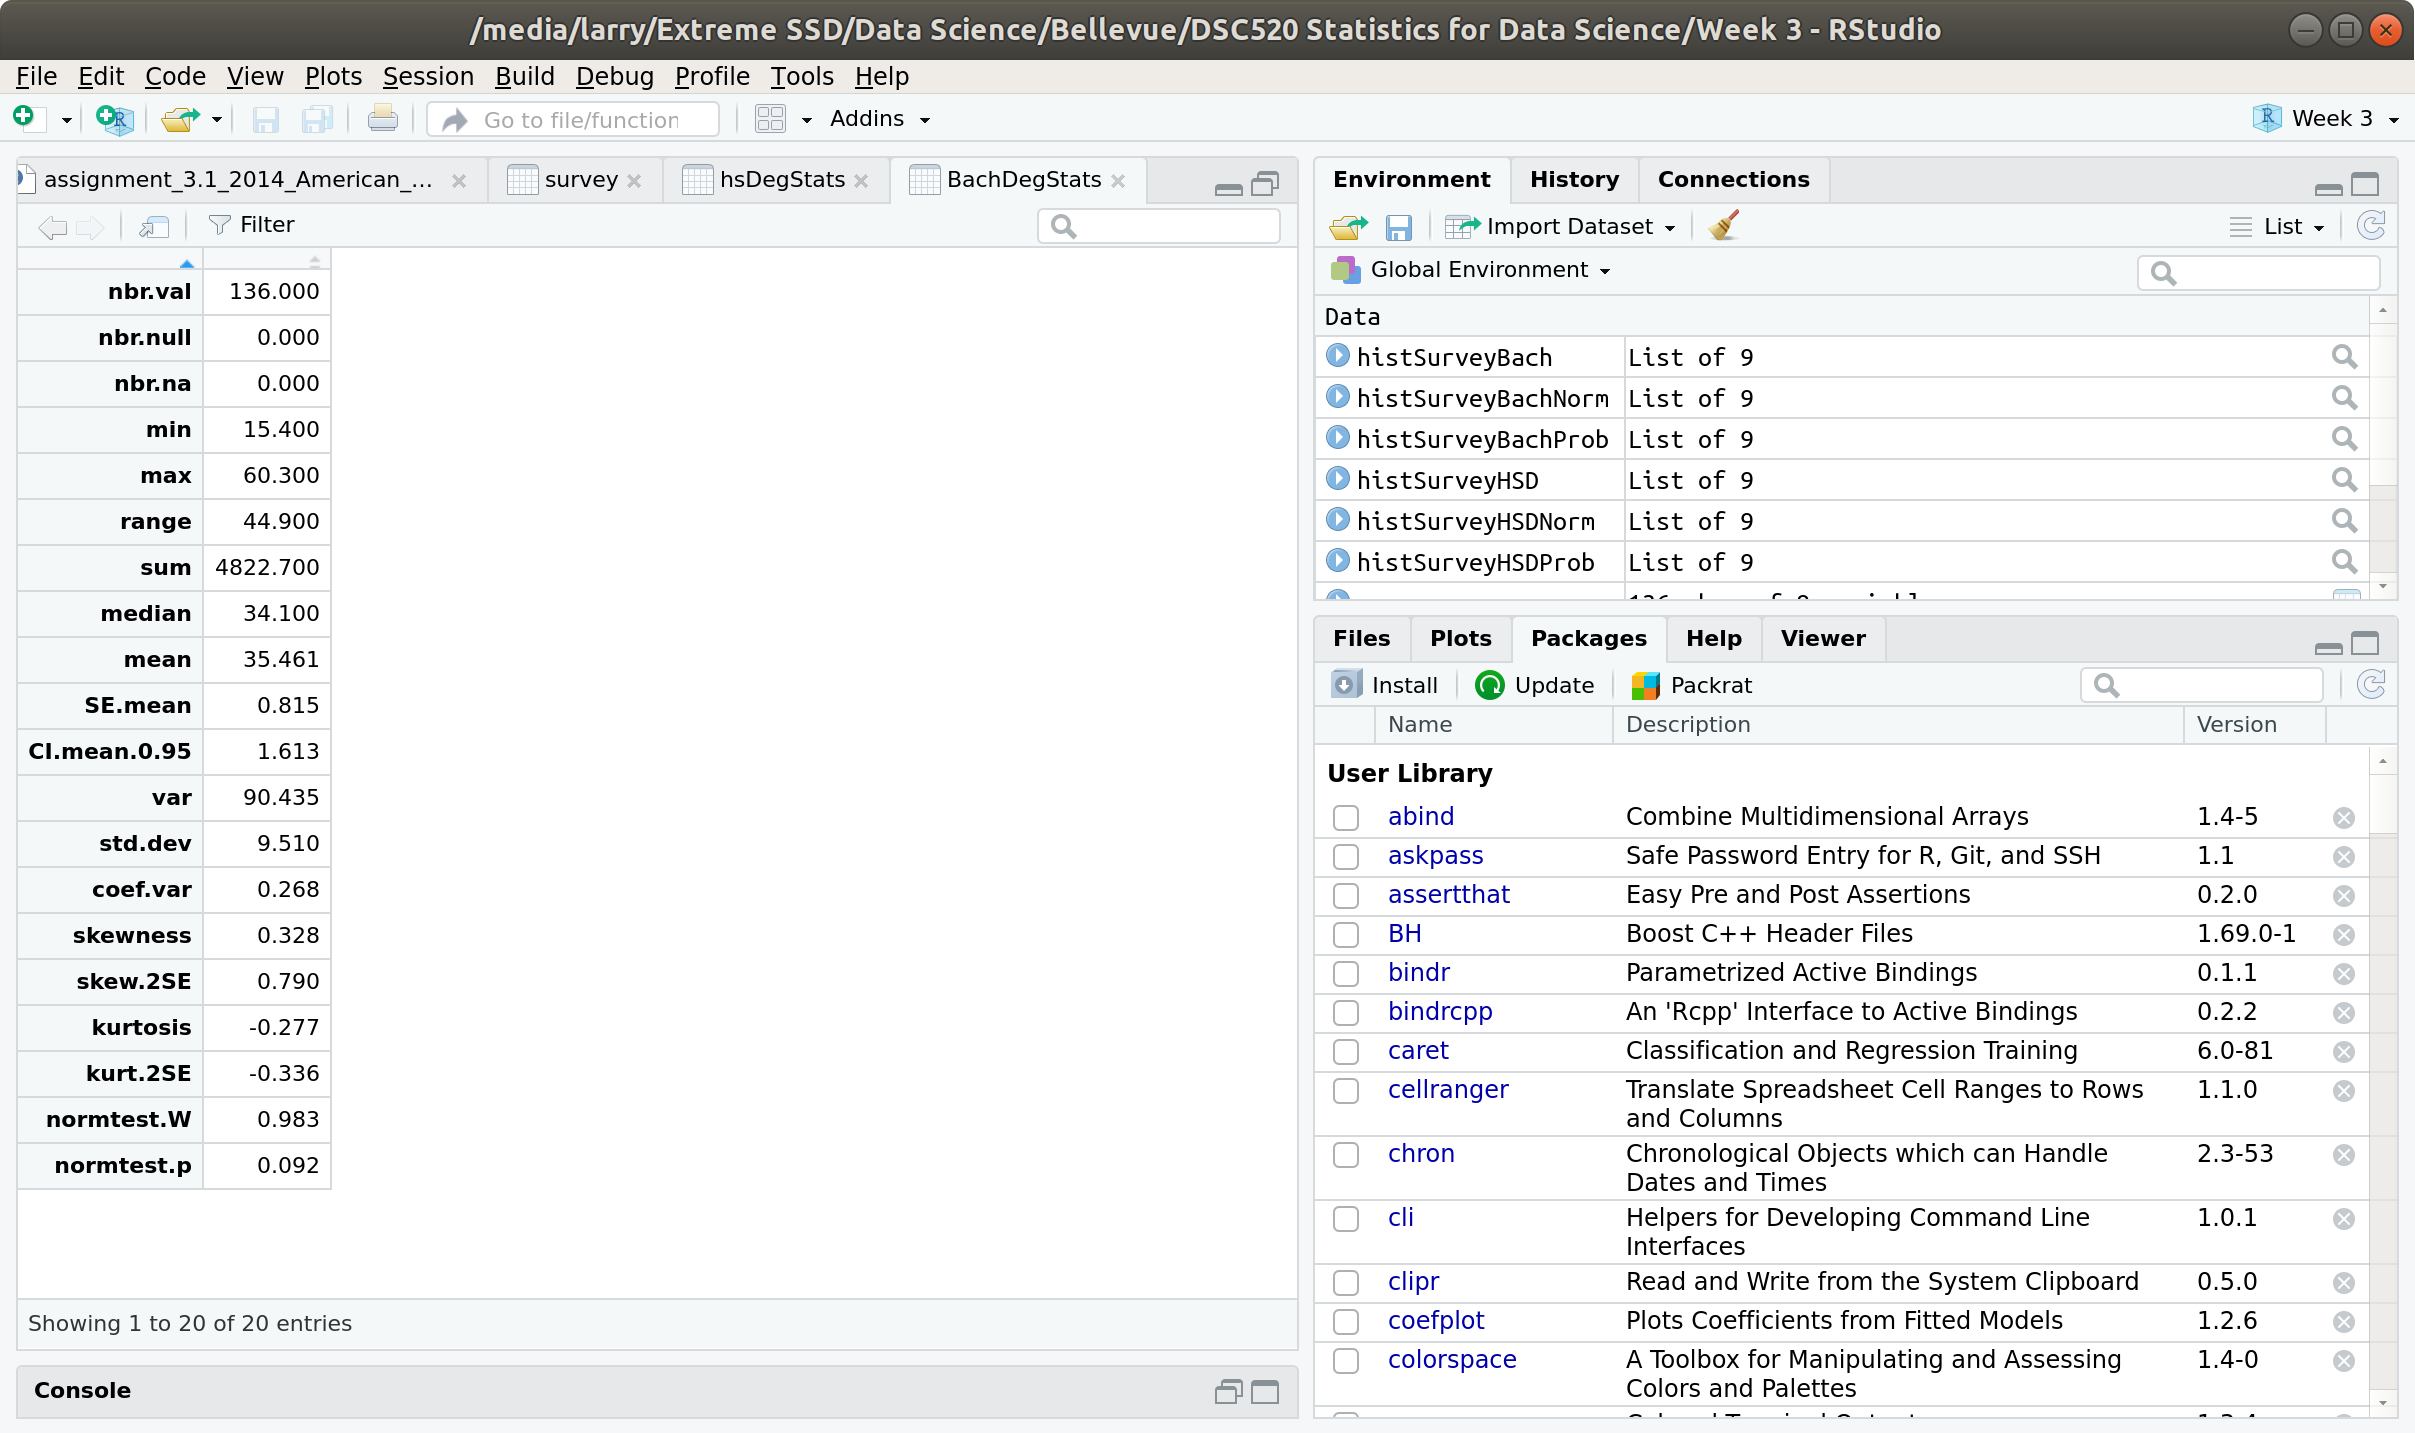 /media/larry/Extreme SSD/Data Science/Bellevue/DSC520 Statistics for Data Science/Week 3 - RStudio
File Edit Code View Plots Session Build Debug Profile Tools Help
Go to file/function Addins Week 3
assignment_3.1_2014_American_... survey hsDegStats BachDegStats
Filter
nbr.val 136.000
nbr.null 0.000
nbr.na 0.000
min 15.400
max 60.300
range 44.900
sum 4822.700
median 34.100
mean 35.461
SE.mean 0.815
CI.mean.0.95 1.613
var 90.435
std.dev 9.510
coef.var 0.268
skewness 0.328
skew.2SE 0.790
kurtosis -0.277
kurt.2SE -0.336
normtest.W 0.983
normtest.p 0.092
Showing 1 to 20 of 20 entries
Console
Environment History Connections
Import Dataset List
Global Environment
Data
histSurveyBach List of 9
histSurveyBachNorm List of 9
histSurveyBachProb List of 9
histSurveyHSD List of 9
histSurveyHSDNorm List of 9
histSurveyHSDProb List of 9
Files Plots Packages Help Viewer
Install Update Packrat
Name Description Version
User Library
abind Combine Multidimensional Arrays 1.4-5
askpass Safe Password Entry for R, Git, and SSH 1.1
assertthat Easy Pre and Post Assertions 0.2.0
BH Boost C++ Header Files 1.69.0-1
bindr Parametrized Active Bindings 0.1.1
bindrcpp An 'Rcpp' Interface to Active Bindings 0.2.2
caret Classification and Regression Training 6.0-81
cellranger Translate Spreadsheet Cell Ranges to Rows 1.1.0
and Columns
chron Chronological Objects which can Handle 2.3-53
Dates and Times
cli Helpers for Developing Command Line 1.0.1
Interfaces
clipr Read and Write from the System Clipboard 0.5.0
coefplot Plots Coefficients from Fitted Models 1.2.6
colorspace A Toolbox for Manipulating and Assessing 1.4-0
Colors and Palettes